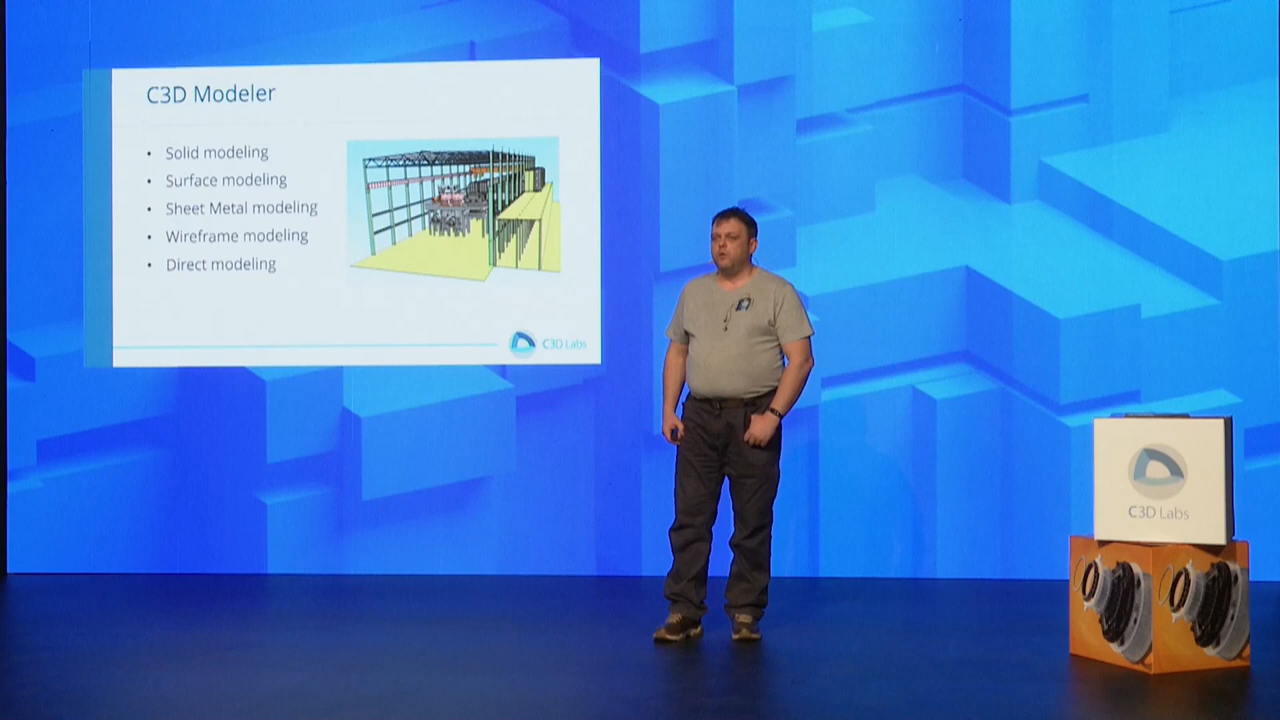 C3D Modeler
• Solid modeling
• Surface modeling
• Sheet Metal modeling
• Wireframe modeling
• Direct modeling
C3D Labs
C3D Labs